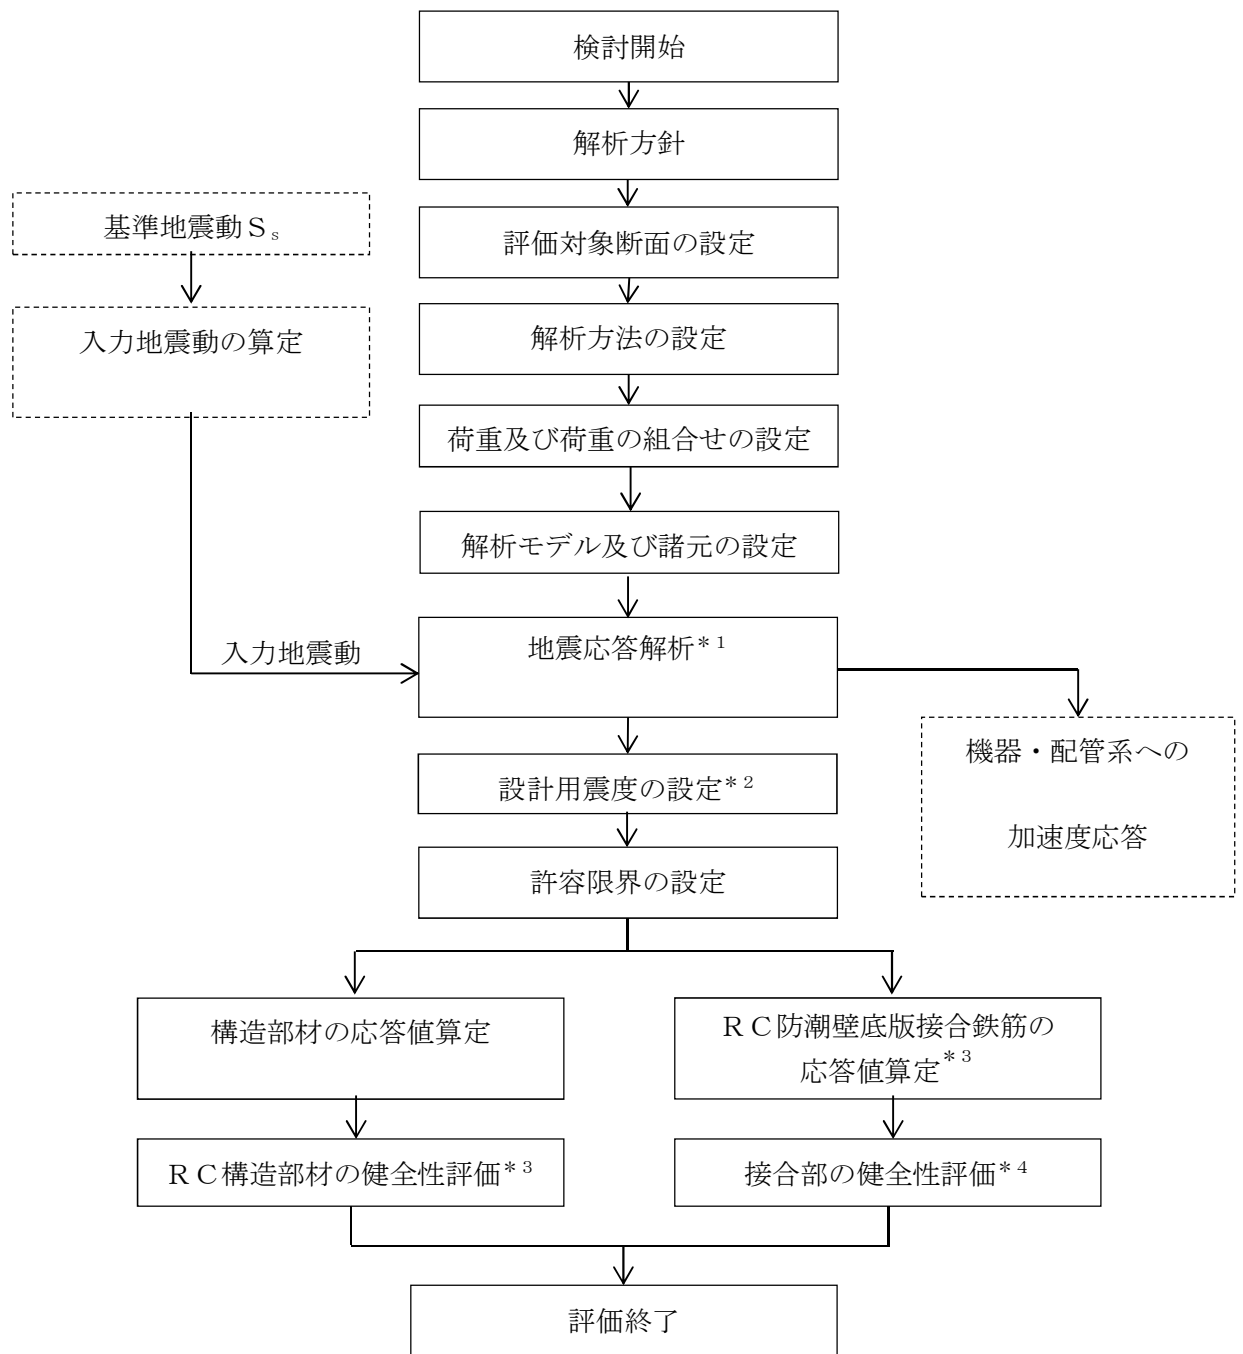 検討開始
解析方針
基準地震動Ｓｓ
評価対象断面の設定
入力地震動の算定
解析方法の設定
荷重及び荷重の組合せの設定
解析モデル及び諸元の設定
入力地震動
地震応答解析＊１
機器・配管系への
加速度応答
設計用震度の設定＊２
許容限界の設定
構造部材の応答値算定
ＲＣ防潮壁底版接合鉄筋の
応答値算定＊３
ＲＣ構造部材の健全性評価＊３
接合部の健全性評価＊４
評価終了